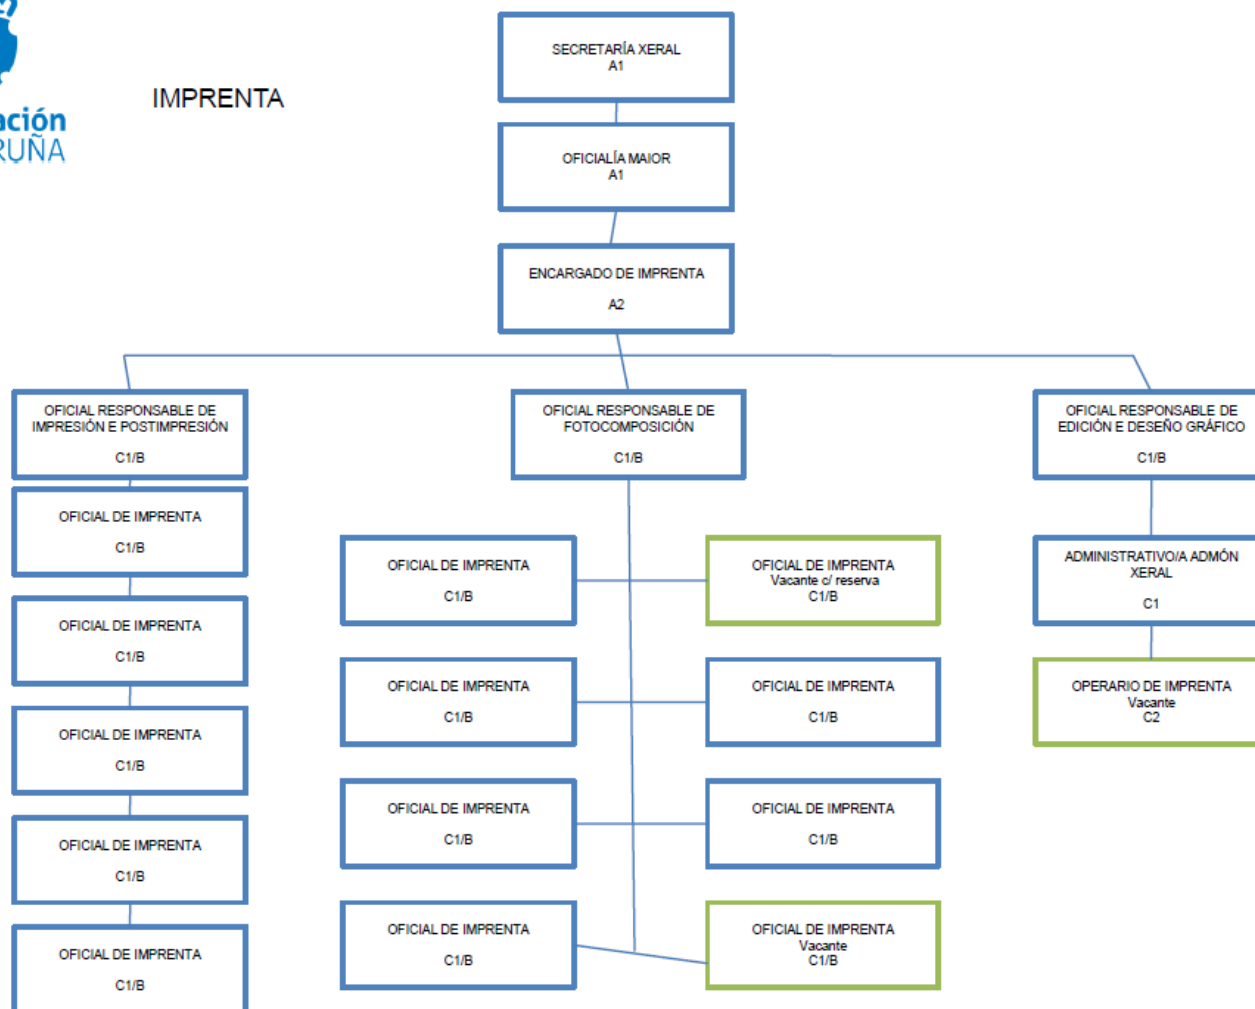 ación
RUÑA
IMPRENTA
SECRETARÍA XERAL
A1
OFICIALÍA MAIOR
A1
ENCARGADO DE IMPRENTA
A2
OFICIAL RESPONSABLE DE
IMPRESIÓN E POSTIMPRESIÓN
C1/B
OFICIAL DE IMPRENTA
C1/B
OFICIAL DE IMPRENTA
C1/B
OFICIAL DE IMPRENTA
C1/B
OFICIAL DE IMPRENTA
C1/B
OFICIAL DE IMPRENTA
C1/B
OFICIAL RESPONSABLE DE
FOTOCOMPOSICIÓN
C1/B
OFICIAL DE IMPRENTA
C1/B
OFICIAL DE IMPRENTA
Vacante c/ reserva
C1/B
OFICIAL DE IMPRENTA
C1/B
OFICIAL DE IMPRENTA
C1/B
OFICIAL DE IMPRENTA
C1/B
OFICIAL DE IMPRENTA
C1/B
OFICIAL DE IMPRENTA
C1/B
OFICIAL DE IMPRENTA
Vacante
C1/B
OFICIAL RESPONSABLE DE
EDICIÓN E DESEÑO GRÁFICO
C1/B
ADMINISTRATIVO/A ADMÓN
XERAL
C1
OPERARIO DE IMPRENTA
Vacante
C2